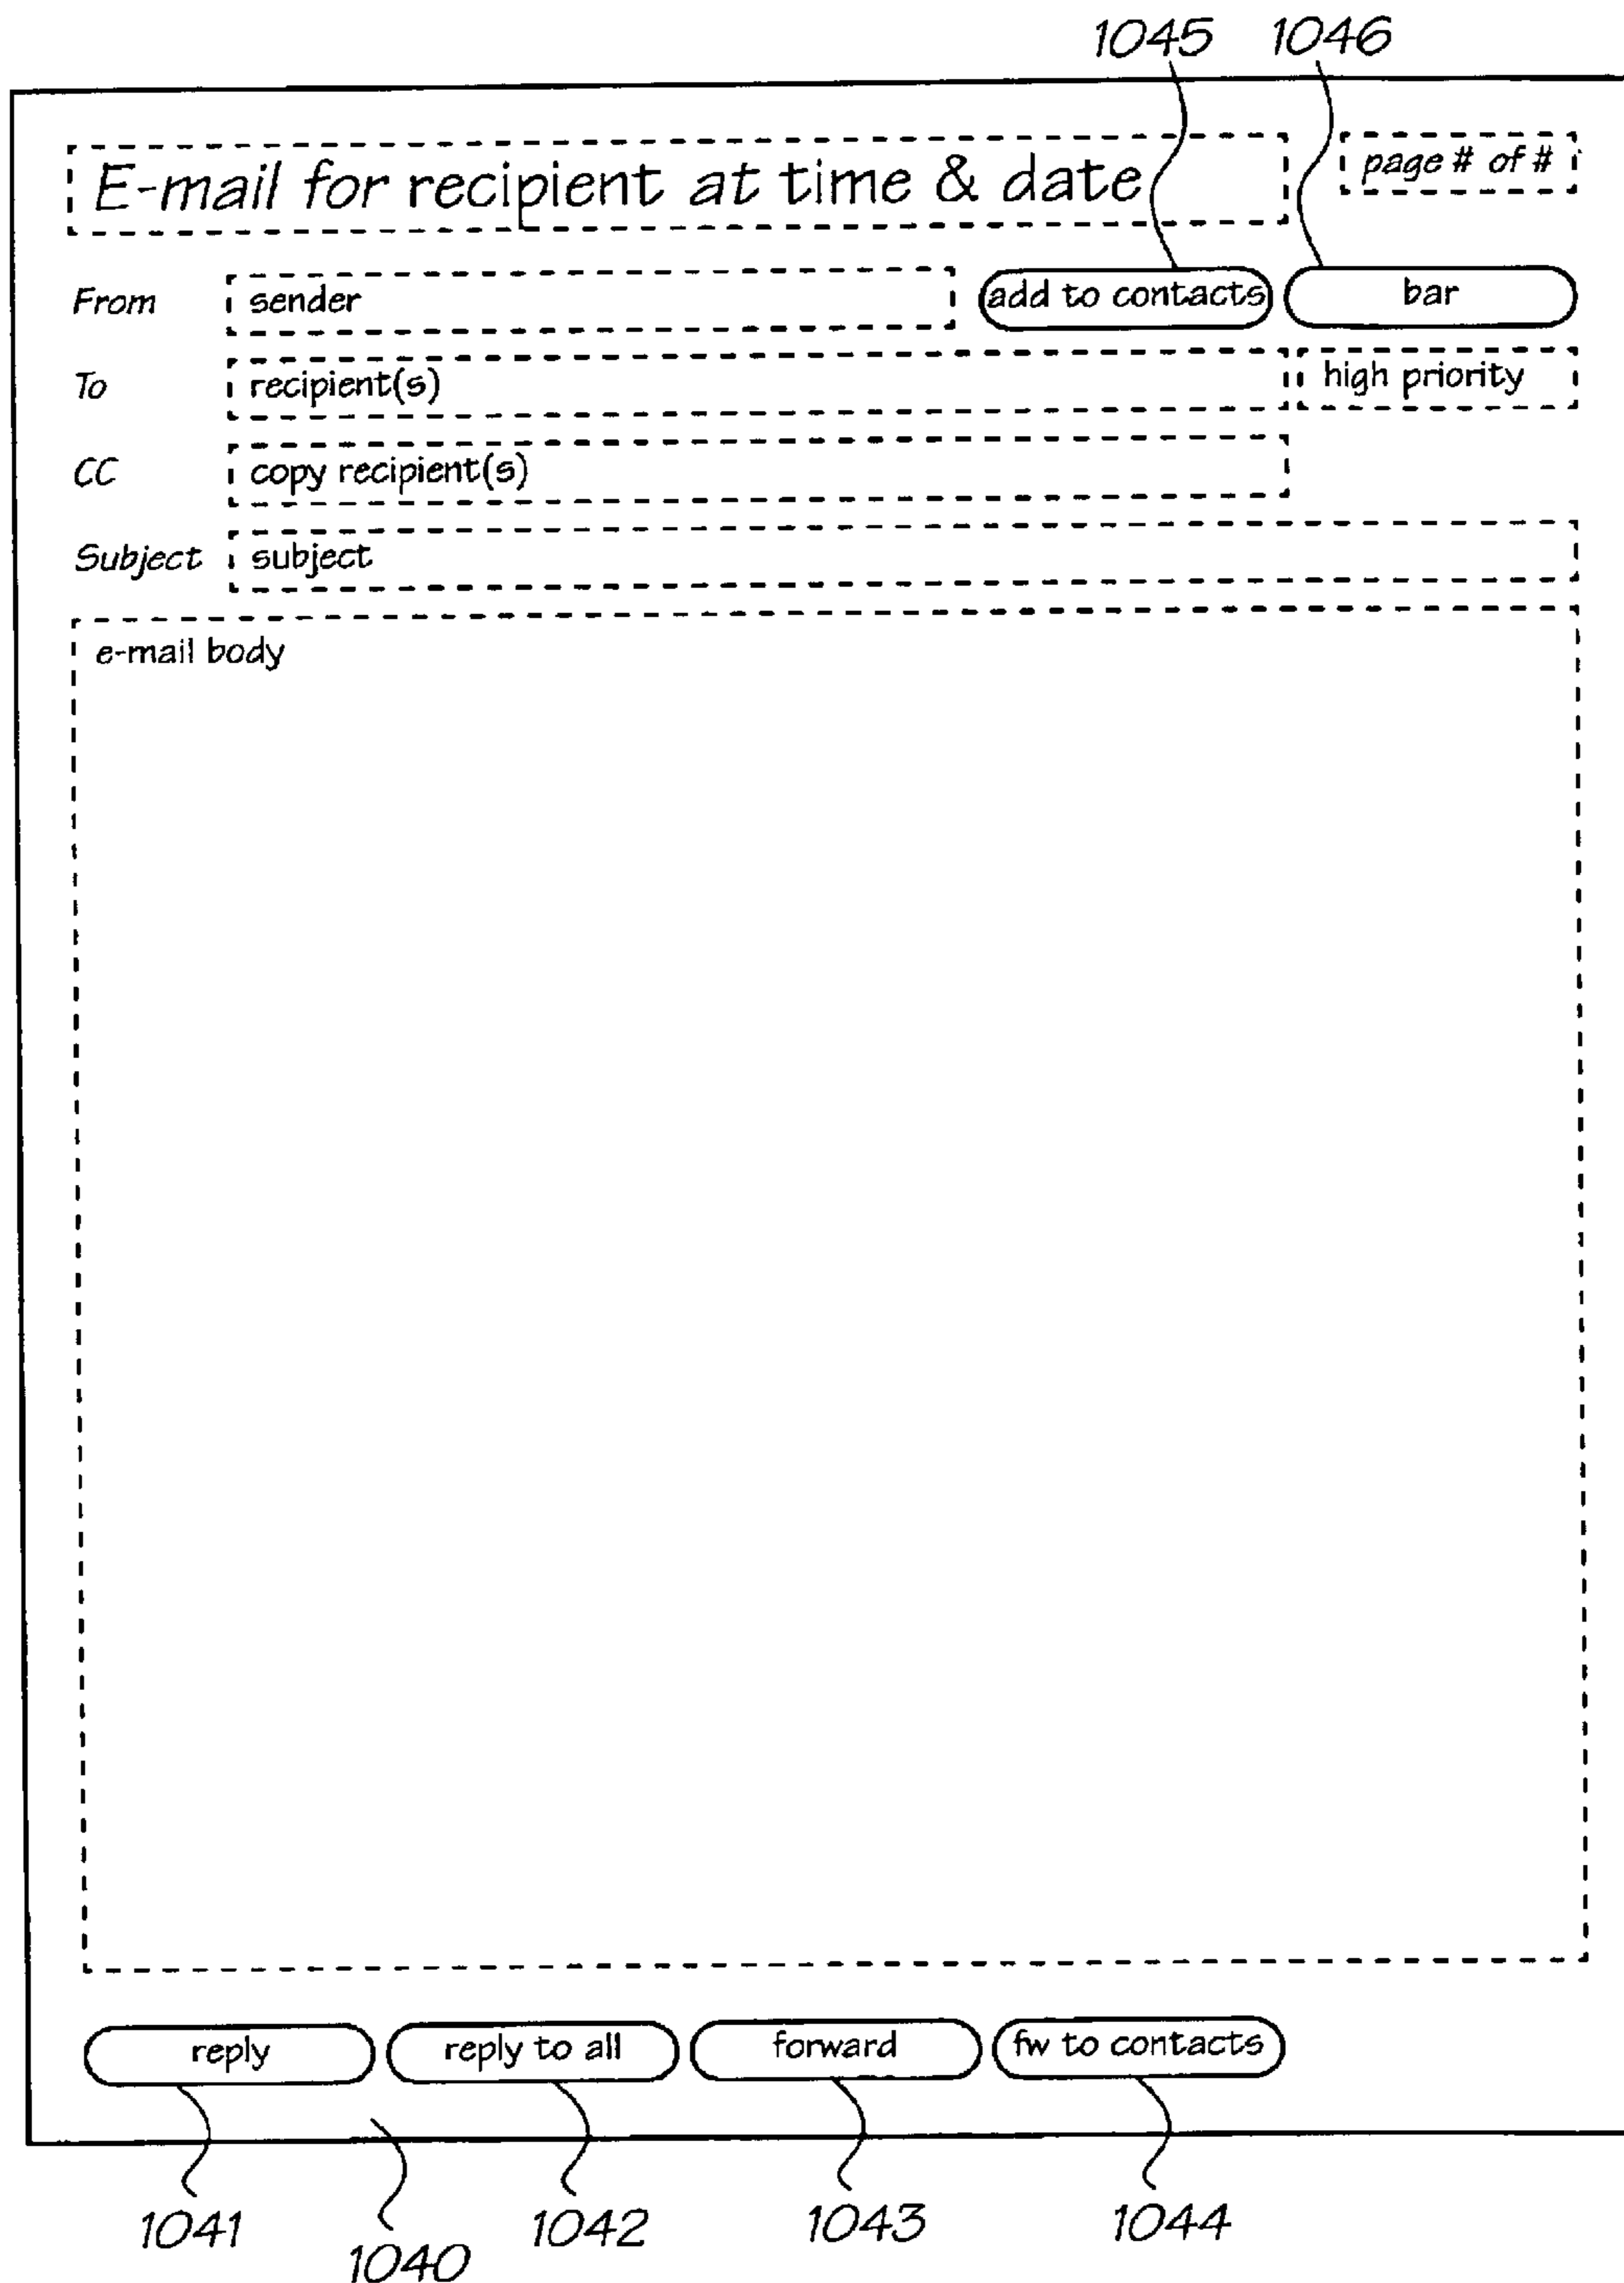 1045 1046
E-mail for recipient at time & date page # of #
From sender add to contacts bar
To recipient(s) high priority
CC copy recipient(s)
Subject subject
e-mail body
reply reply to all forward fw to contacts
1041 1042 1043 1044
1040